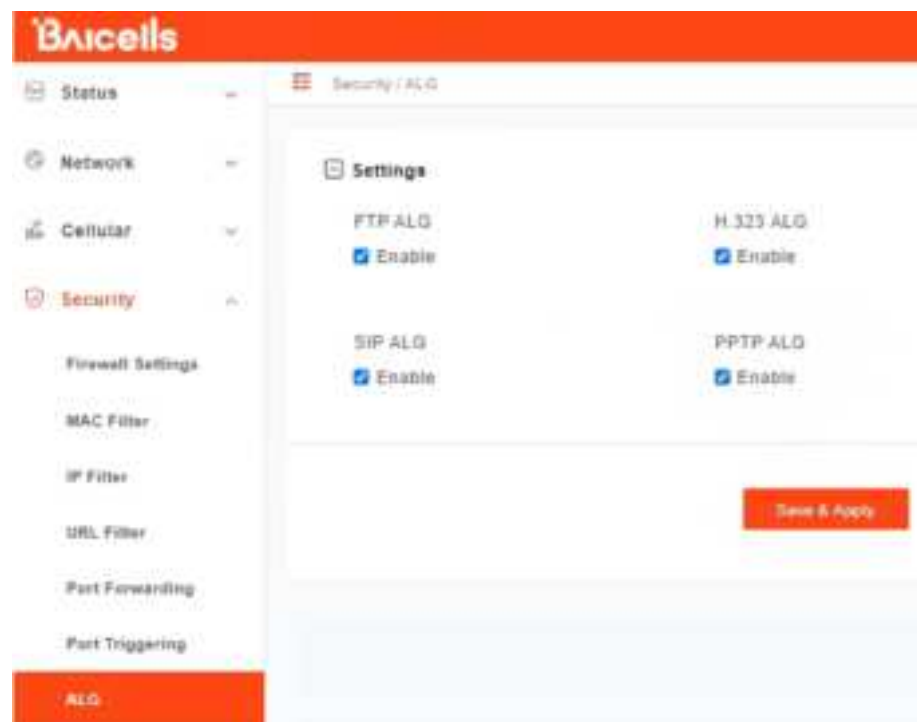 Baicells
Status
Network
Cellular
Security
Firewall Settings
MAC Filter
IP Filter
URL Filter
Port Forwarding
Port Triggering
ALG
Security / ALG
Settings
FTP ALG
Enable
H.323 ALG
Enable
SIP ALG
Enable
PPTP ALG
Enable
Save & Apply